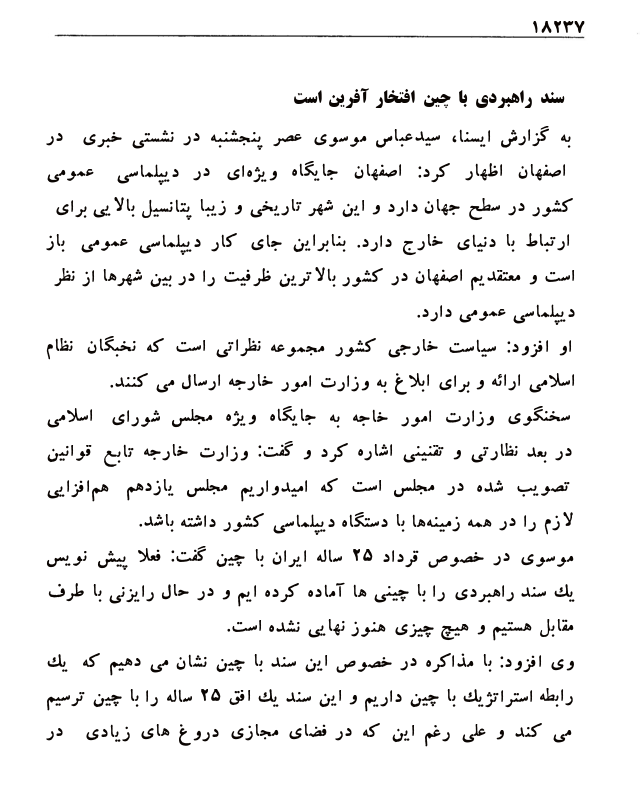 ۱۸۲۳۷
سند راهبردی با چین افتخار آفرین است
به گزارش ایسنا، سیدعباس موسوی عصر پنجشنبه در نشستی خبری در
اصفهان اظهار کرد: اصفهان جایگاه ویژه‌ای در دیپلماسی عمومی
کشور در سطح جهان دارد و این شهر تاریخی و زیبا پتانسیل بالایی برای
ارتباط با دنیای خارج دارد. بنابراین جای کار دیپلماسی عمومی باز
است و معتقدیم اصفهان در کشور بالاترین ظرفیت را در بین شهرها از نظر
دیپلماسی عمومی دارد.
او افزود: سیاست خارجی کشور مجموعه نظراتی است که نخبگان نظام
اسلامی ارائه و برای ابلاغ به وزارت امور خارجه ارسال می کنند.
سخنگوی وزارت امور خاجه به جایگاه ویژه مجلس شورای اسلامی
در بعد نظارتی و تقنینی اشاره کرد و گفت: وزارت خارجه تابع قوانین
تصویب شده در مجلس است که امیدواریم مجلس یازدهم هم‌افزایی
لازم را در همه زمینه‌ها با دستگاه دیپلماسی کشور داشته باشد.
موسوی در خصوص قرداد ۲۵ ساله ایران با چین گفت: فعلا پیش نویس
یك سند راهبردی را با چینی ها آماده کرده ایم و در حال رایزنی با طرف
مقابل هستیم و هیچ چیزی هنوز نهایی نشده است.
وی افزود: با مذاکره در خصوص این سند با چین نشان می دهیم که یك
رابطه استراتژیك با چین داریم و این سند یك افق ۲۵ ساله را با چین ترسیم
می کند و علی رغم این که در فضای مجازی دروغ های زیادی در